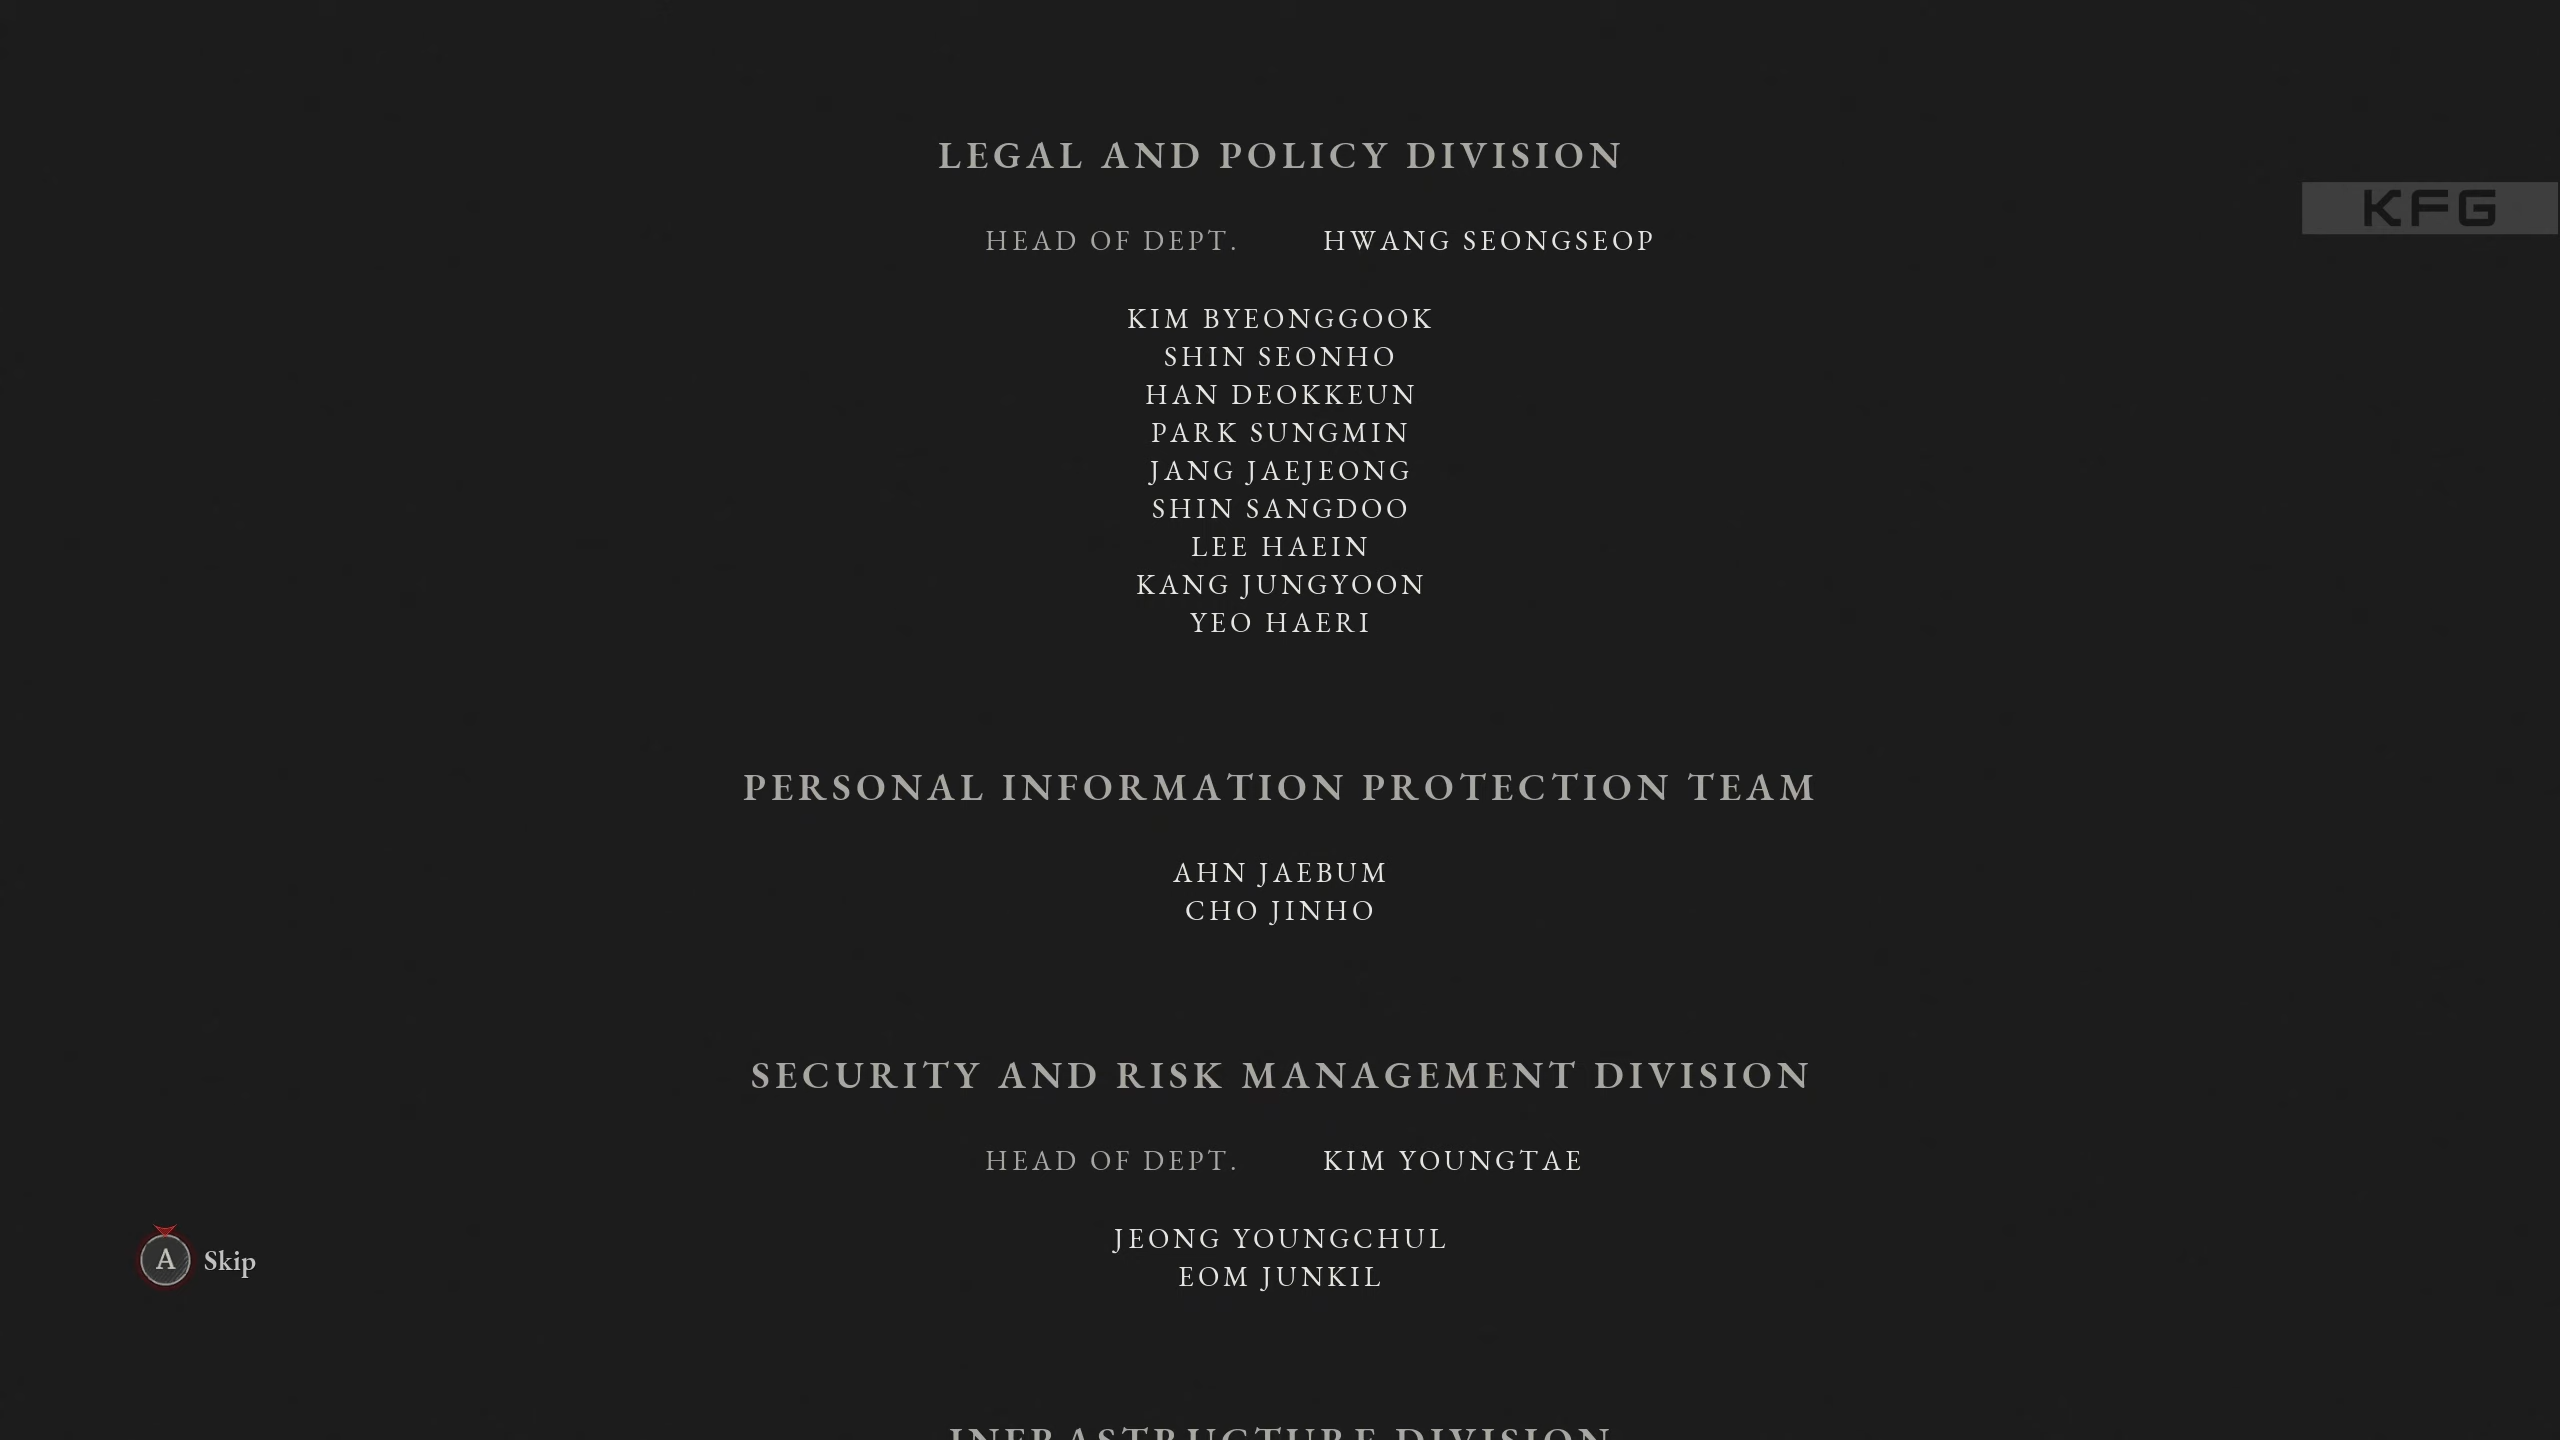 LEGAL AND POLICY DIVISION
KFG
HEAD OF DEPT. HWANG SEONGSEOP
KIM BYEONGGOOK
SHIN SEONHO
HAN DEOKKEUN
PARK SUNGMIN
JANG JAEJEONG
SHIN SANGDOO
LEE HAEIN
KANG JUNGYOON
YEO HAERI
PERSONAL INFORMATION PROTECTION TEAM
AHN JAEBUM
CHO JINHO
SECURITY AND RISK MANAGEMENT DIVISION
HEAD OF DEPT. KIM YOUNGTAE
JEONG YOUNGCHUL
EOM JUNKIL
A Skip
INFRASTRUCTURE DIVISION